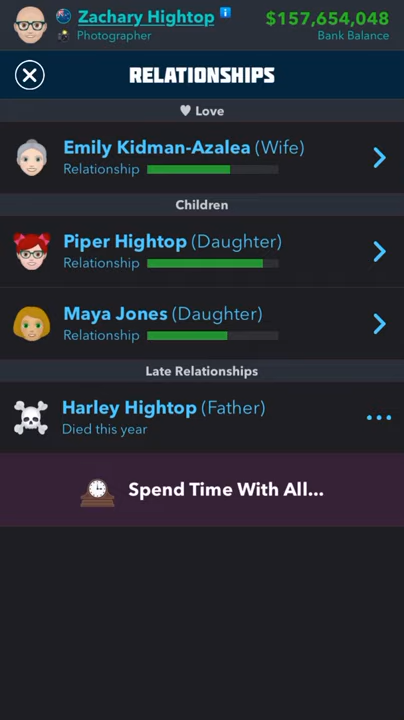 Zachary Hightop
$157,654,048
Photographer
Bank Balance
RELATIONSHIPS
♥ Love
Emily Kidman-Azalea (Wife)
Relationship
Children
Piper Hightop (Daughter)
Relationship
Maya Jones (Daughter)
Relationship
Late Relationships
Harley Hightop (Father)
Died this year
Spend Time With All...